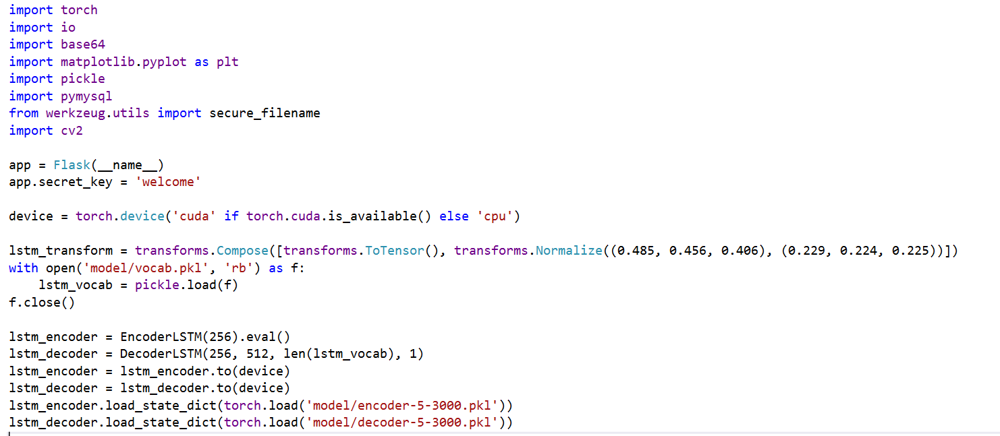 import torch
import io
import base64
import matplotlib.pyplot as plt
import pickle
import pymysql
from werkzeug.utils import secure_filename
import cv2
app = Flask(__name__)
app.secret_key = 'welcome'
device = torch.device('cuda' if torch.cuda.is_available() else 'cpu')
lstm_transform = transforms.Compose([transforms.ToTensor(), transforms.Normalize((0.485, 0.456, 0.406), (0.229, 0.224, 0.225))])
with open('model/vocab.pkl', 'rb') as f:
    lstm_vocab = pickle.load(f)
f.close()
lstm_encoder = EncoderLSTM(256).eval()
lstm_decoder = DecoderLSTM(256, 512, len(lstm_vocab), 1)
lstm_encoder = lstm_encoder.to(device)
lstm_decoder = lstm_decoder.to(device)
lstm_encoder.load_state_dict(torch.load('model/encoder-5-3000.pkl'))
lstm_decoder.load_state_dict(torch.load('model/decoder-5-3000.pkl'))